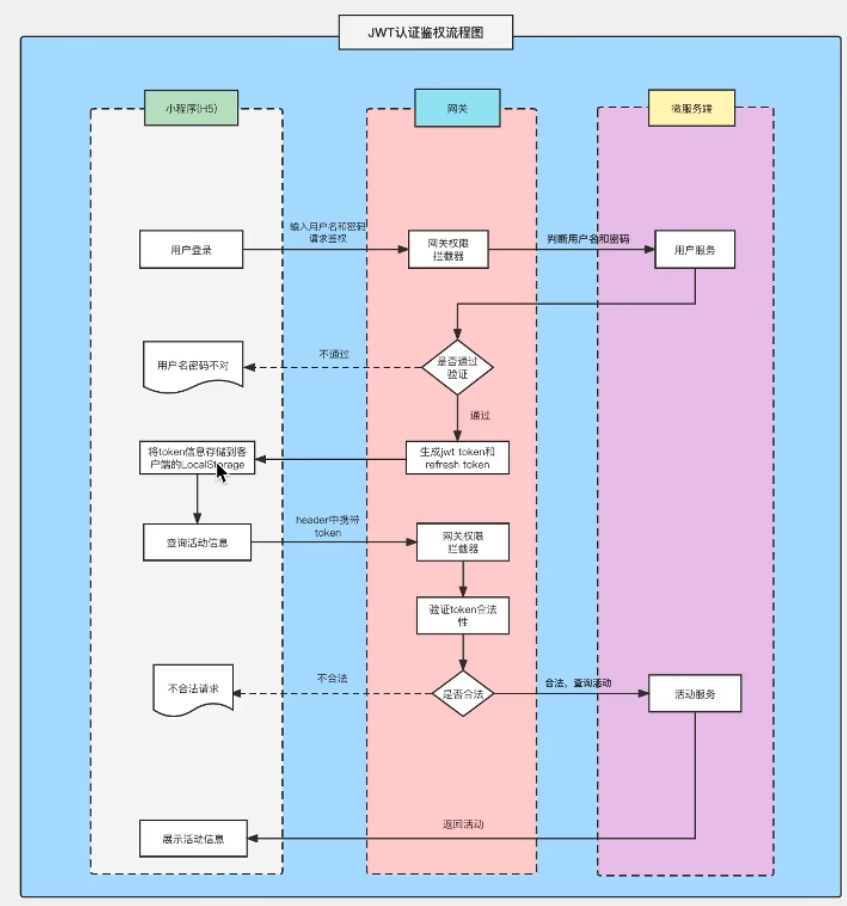 JWT认证鉴权流程图
小程序(H5)
网关
微服务端
输入用户名和密码
请求鉴权
用户登录
网关权限
拦截器
判断用户名和密码
用户服务
不通过
用户名密码不对
是否通过
验证
通过
将token信息存储到客
户端的LocalStorage
生成jwt token和
refresh token
header中携带
token
查询活动信息
网关权限
拦截器
验证token合法
性
不合法
不合法请求
是否合法
合法，查询活动
活动服务
返回活动
展示活动信息